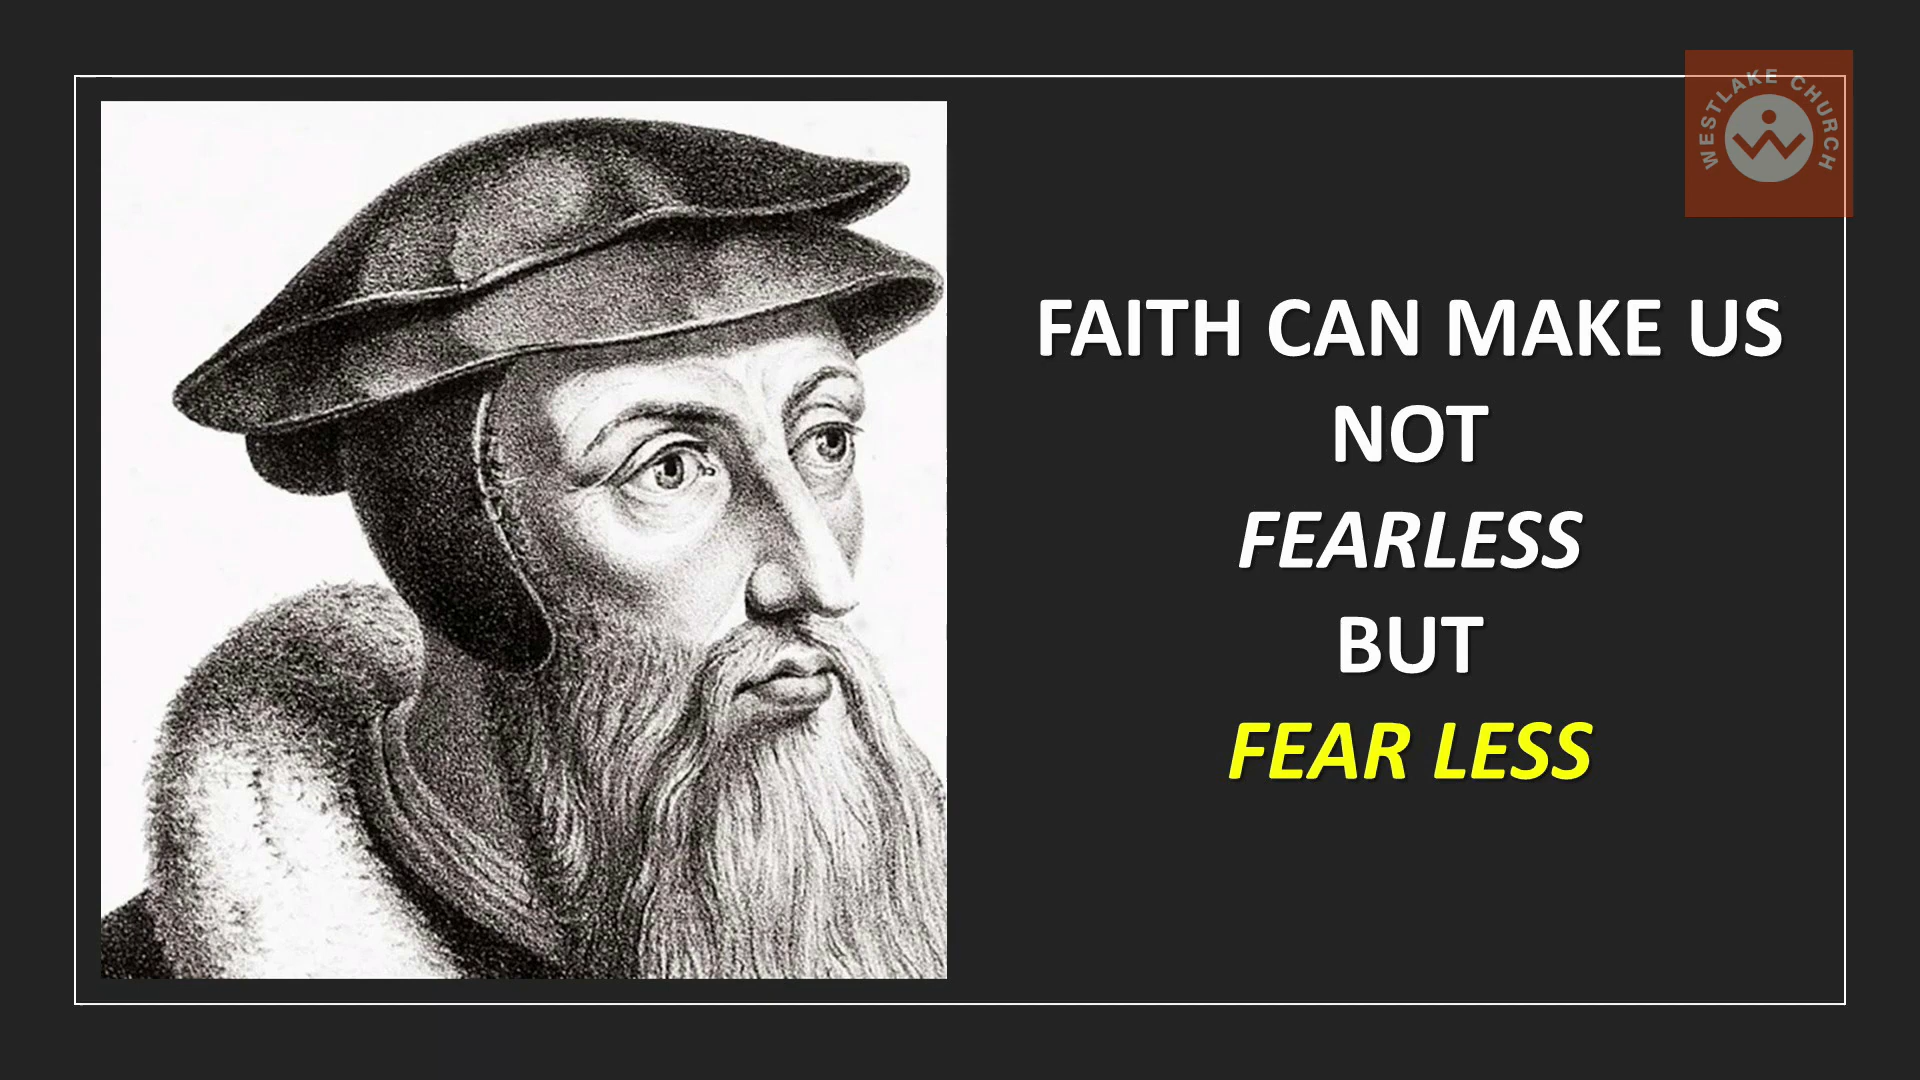 WESTLAKE CHURCH
FAITH CAN MAKE US
NOT
FEARLESS
BUT
FEAR LESS